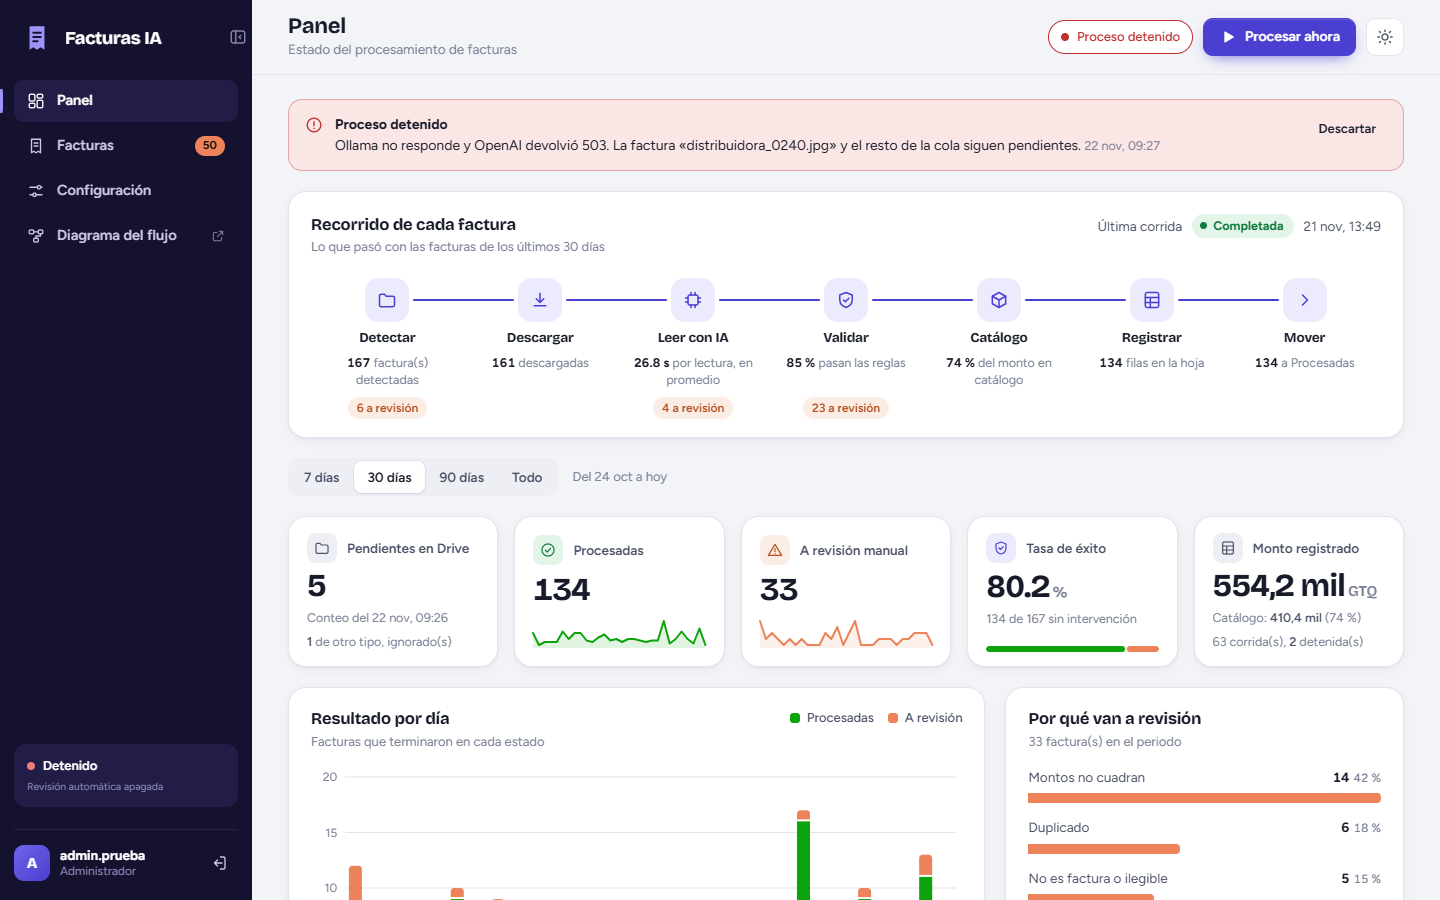 Facturas IA
Panel
Facturas 50
Configuración
Diagrama del flujo
Detenido
Revisión automática apagada
A
admin.prueba
Administrador
Panel
Estado del procesamiento de facturas
Proceso detenido
Procesar ahora
Proceso detenido
Ollama no responde y OpenAI devolvió 503. La factura «distribuidora_0240.jpg» y el resto de la cola siguen pendientes. 22 nov, 09:27
Descartar
Recorrido de cada factura
Lo que pasó con las facturas de los últimos 30 días
Última corrida Completada 21 nov, 13:49
Detectar
167 factura(s)
detectadas
6 a revisión
Descargar
161 descargadas
Leer con IA
26.8 s por lectura, en
promedio
4 a revisión
Validar
85 % pasan las reglas
23 a revisión
Catálogo
74 % del monto en
catálogo
Registrar
134 filas en la hoja
Mover
134 a Procesadas
7 días 30 días 90 días Todo Del 24 oct a hoy
Pendientes en Drive
5
Conteo del 22 nov, 09:26
1 de otro tipo, ignorado(s)
Procesadas
134
A revisión manual
33
Tasa de éxito
80.2 %
134 de 167 sin intervención
Monto registrado
554,2 mil GTQ
Catálogo: 410,4 mil (74 %)
63 corrida(s), 2 detenida(s)
Resultado por día
Facturas que terminaron en cada estado
Procesadas A revisión
20
15
10
Por qué van a revisión
33 factura(s) en el periodo
Montos no cuadran 14 42 %
Duplicado 6 18 %
No es factura o ilegible 5 15 %